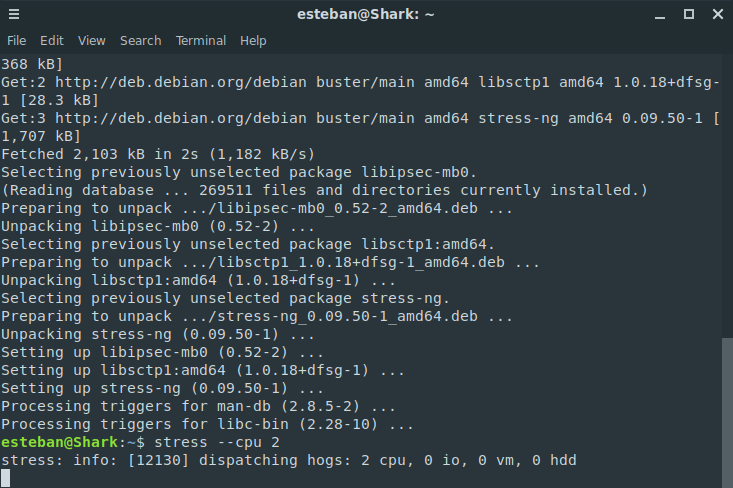 esteban@Shark: ~
File Edit View Search Terminal Help
368 kB]
Get:2 http://deb.debian.org/debian buster/main amd64 libsctp1 amd64 1.0.18+dfsg-
1 [28.3 kB]
Get:3 http://deb.debian.org/debian buster/main amd64 stress-ng amd64 0.09.50-1 [
1,707 kB]
Fetched 2,103 kB in 2s (1,182 kB/s)
Selecting previously unselected package libipsec-mb0.
(Reading database ... 269511 files and directories currently installed.)
Preparing to unpack .../libipsec-mb0_0.52-2_amd64.deb ...
Unpacking libipsec-mb0 (0.52-2) ...
Selecting previously unselected package libsctp1:amd64.
Preparing to unpack .../libsctp1_1.0.18+dfsg-1_amd64.deb ...
Unpacking libsctp1:amd64 (1.0.18+dfsg-1) ...
Selecting previously unselected package stress-ng.
Preparing to unpack .../stress-ng_0.09.50-1_amd64.deb ...
Unpacking stress-ng (0.09.50-1) ...
Setting up libipsec-mb0 (0.52-2) ...
Setting up libsctp1:amd64 (1.0.18+dfsg-1) ...
Setting up stress-ng (0.09.50-1) ...
Processing triggers for man-db (2.8.5-2) ...
Processing triggers for libc-bin (2.28-10) ...
esteban@Shark:~$ stress --cpu 2
stress: info: [12130] dispatching hogs: 2 cpu, 0 io, 0 vm, 0 hdd